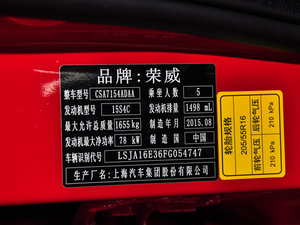 品牌:荣威
整车型号 CSA7154ADAA 乘坐人数 5
发动机型号 15S4C 发动机排量 1498 mL
最大允许总质量 1655kg 制造年月 2015.08
发动机最大净功率 78 kW 制造国 中国
车辆识别代号 LSJA16E36FG054747
生产厂名:上海汽车集团股份有限公司
轮胎规格 205/55R16
前轮气压 210 kPa 后轮气压 210 kPa